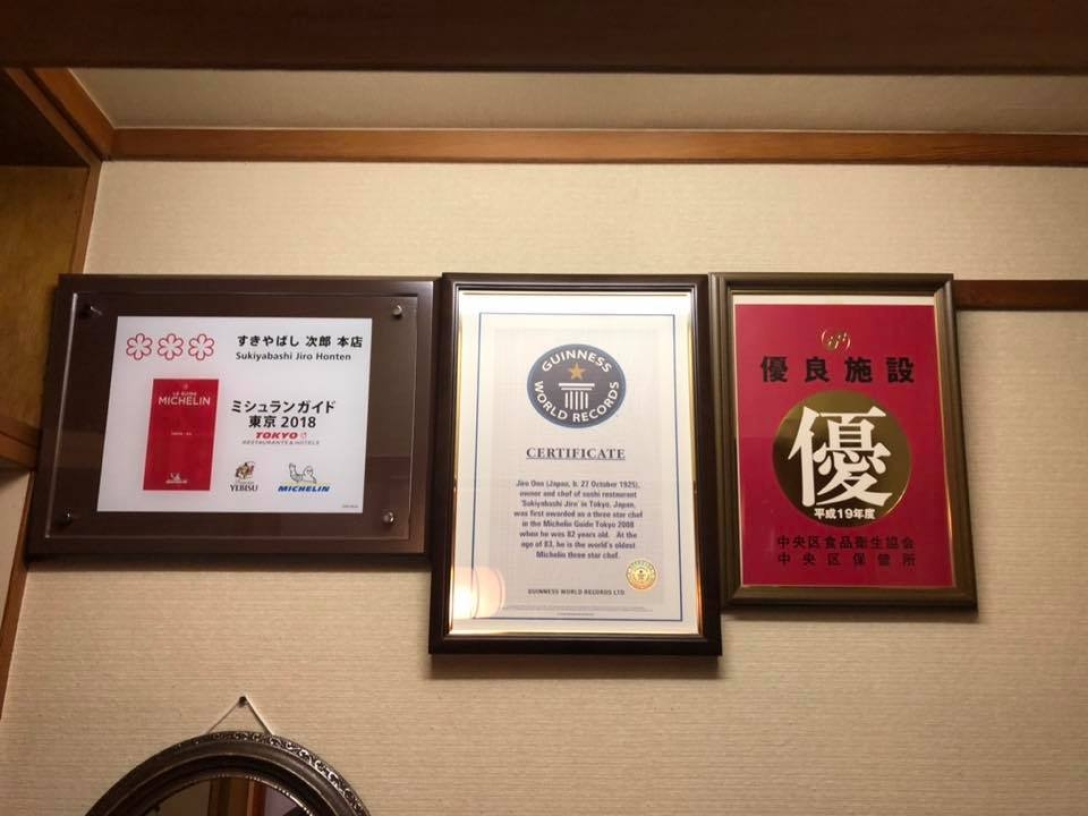 すきやばし 次郎 本店
Sukiyabashi Jiro Honten
MICHELIN
ミシュランガイド
東京 2018
TOKYO
RESTAURANTS & HOTELS
YEBISU
MICHELIN
GUINNESS
WORLD RECORDS
CERTIFICATE
Jiro Ono (Japan, b. 27 October 1925),
owner and chef of sushi restaurant
'Sukiyabashi Jiro' in Tokyo, Japan,
was first awarded as a three star chef
in the Michelin Guide Tokyo 2008
when he was 82 years old. At the
age of 83, he is the world's oldest
Michelin three star chef.
GUINNESS WORLD RECORDS LTD
優良施設
優
平成19年度
中央区食品衛生協会
中央区保健所